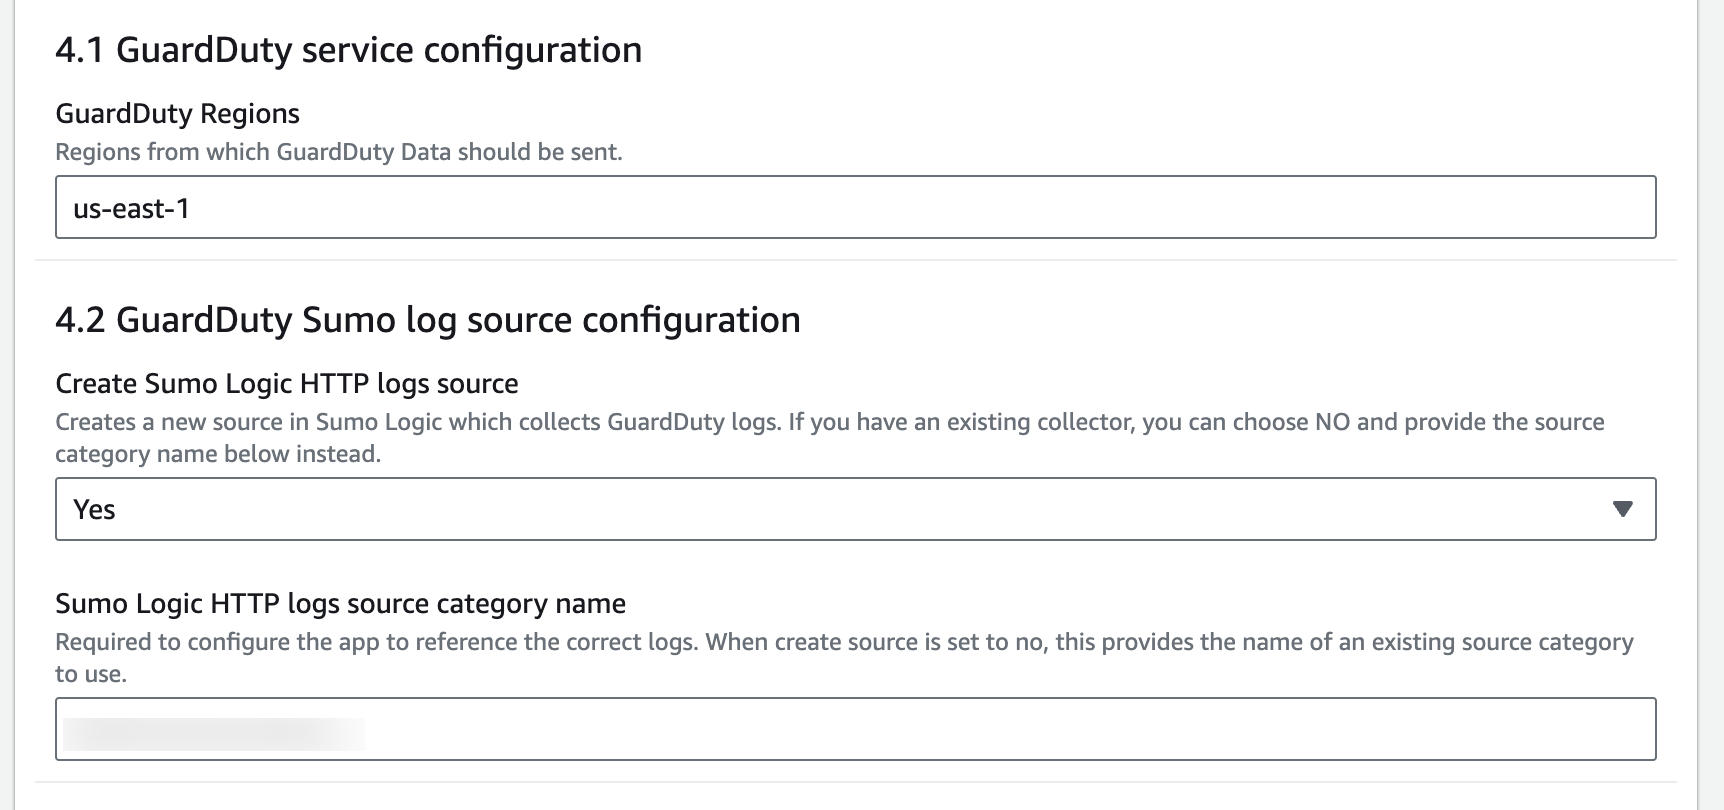 4.1 GuardDuty service configuration
GuardDuty Regions
Regions from which GuardDuty Data should be sent.
us-east-1
4.2 GuardDuty Sumo log source configuration
Create Sumo Logic HTTP logs source
Creates a new source in Sumo Logic which collects GuardDuty logs. If you have an existing collector, you can choose NO and provide the source
category name below instead.
Yes
Sumo Logic HTTP logs source category name
Required to configure the app to reference the correct logs. When create source is set to no, this provides the name of an existing source category
to use.